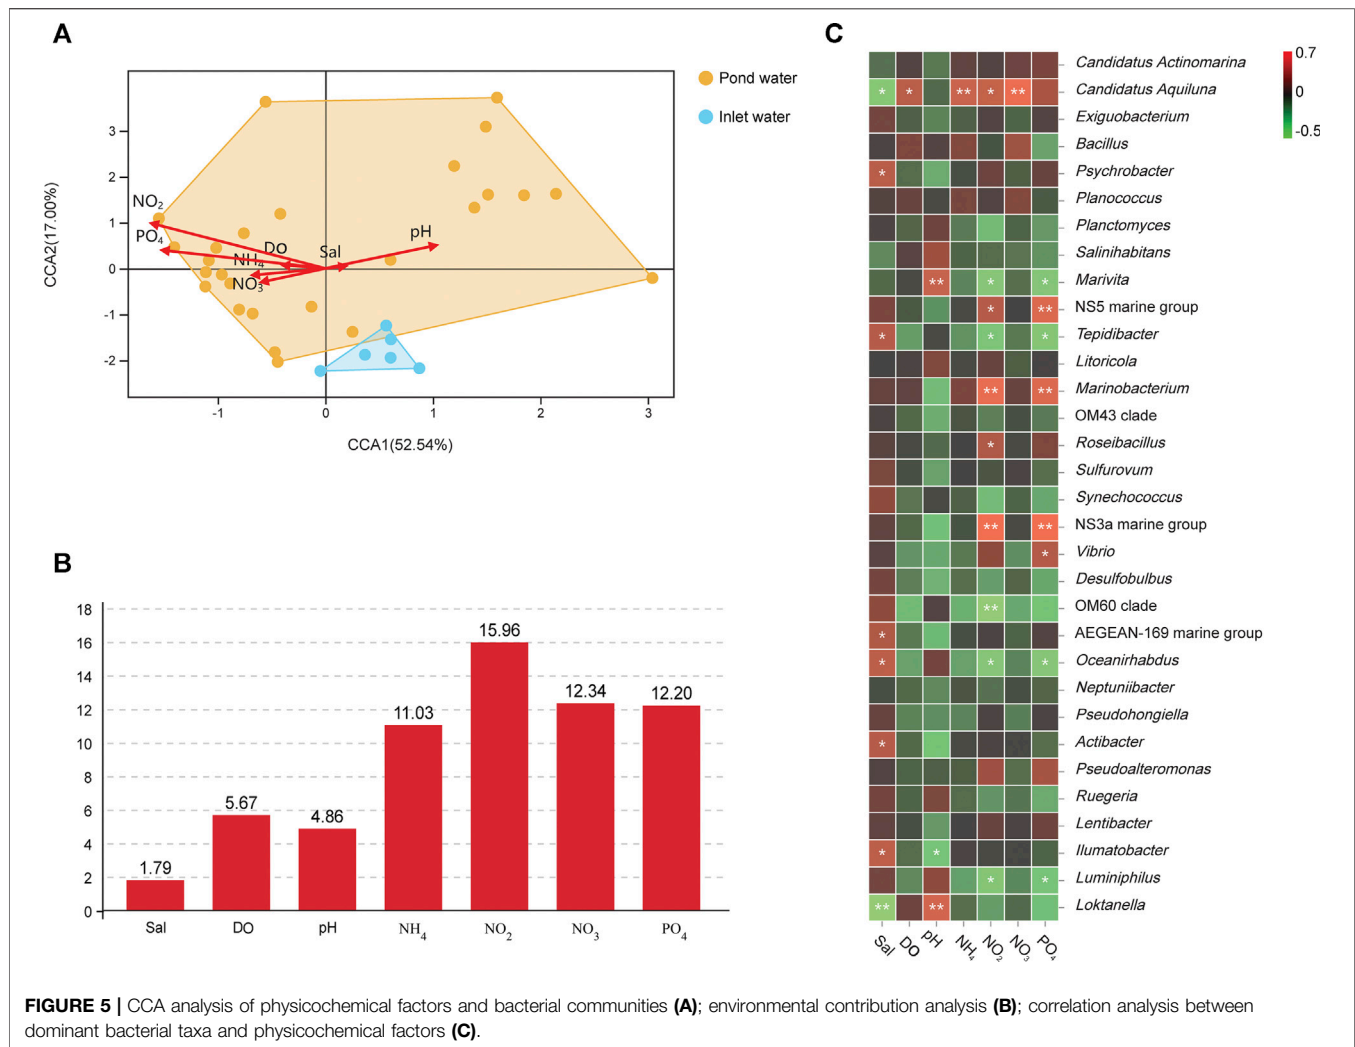 A
Pond water
Inlet water
CCA2(17.00%)
3
2
1
0
-1
-2
NO2
PO4
DO
NH4
NO3
Sal
pH
-1
0
1
2
3
CCA1(52.54%)
B
18
16
14
12
10
8
6
4
2
0
1.79
5.67
4.86
11.03
15.96
12.34
12.20
Sal
DO
pH
NH4
NO2
NO3
PO4
C
Candidatus Actinomarina
Candidatus Aquiluna
* * ** * **
Exiguobacterium
Bacillus
Psychrobacter
*
Planococcus
Planctomyces
Salinihabitans
Marivita
** * *
NS5 marine group
* **
Tepidibacter
* * *
Litoricola
Marinobacterium
** **
OM43 clade
Roseibacillus
*
Sulfurovum
Synechococcus
NS3a marine group
** **
Vibrio
*
Desulfobulbus
OM60 clade
**
AEGEAN-169 marine group
*
Oceanirhabdus
* * *
Neptuniibacter
Pseudohongiella
Actibacter
*
Pseudoalteromonas
Ruegeria
Lentibacter
Ilumatobacter
* *
Luminiphilus
* *
Loktanella
** **
Sal
DO
pH
NH4
NO2
NO3
PO4
0.7
0
-0.5
FIGURE 5 | CCA analysis of physicochemical factors and bacterial communities (A); environmental contribution analysis (B); correlation analysis between
dominant bacterial taxa and physicochemical factors (C).